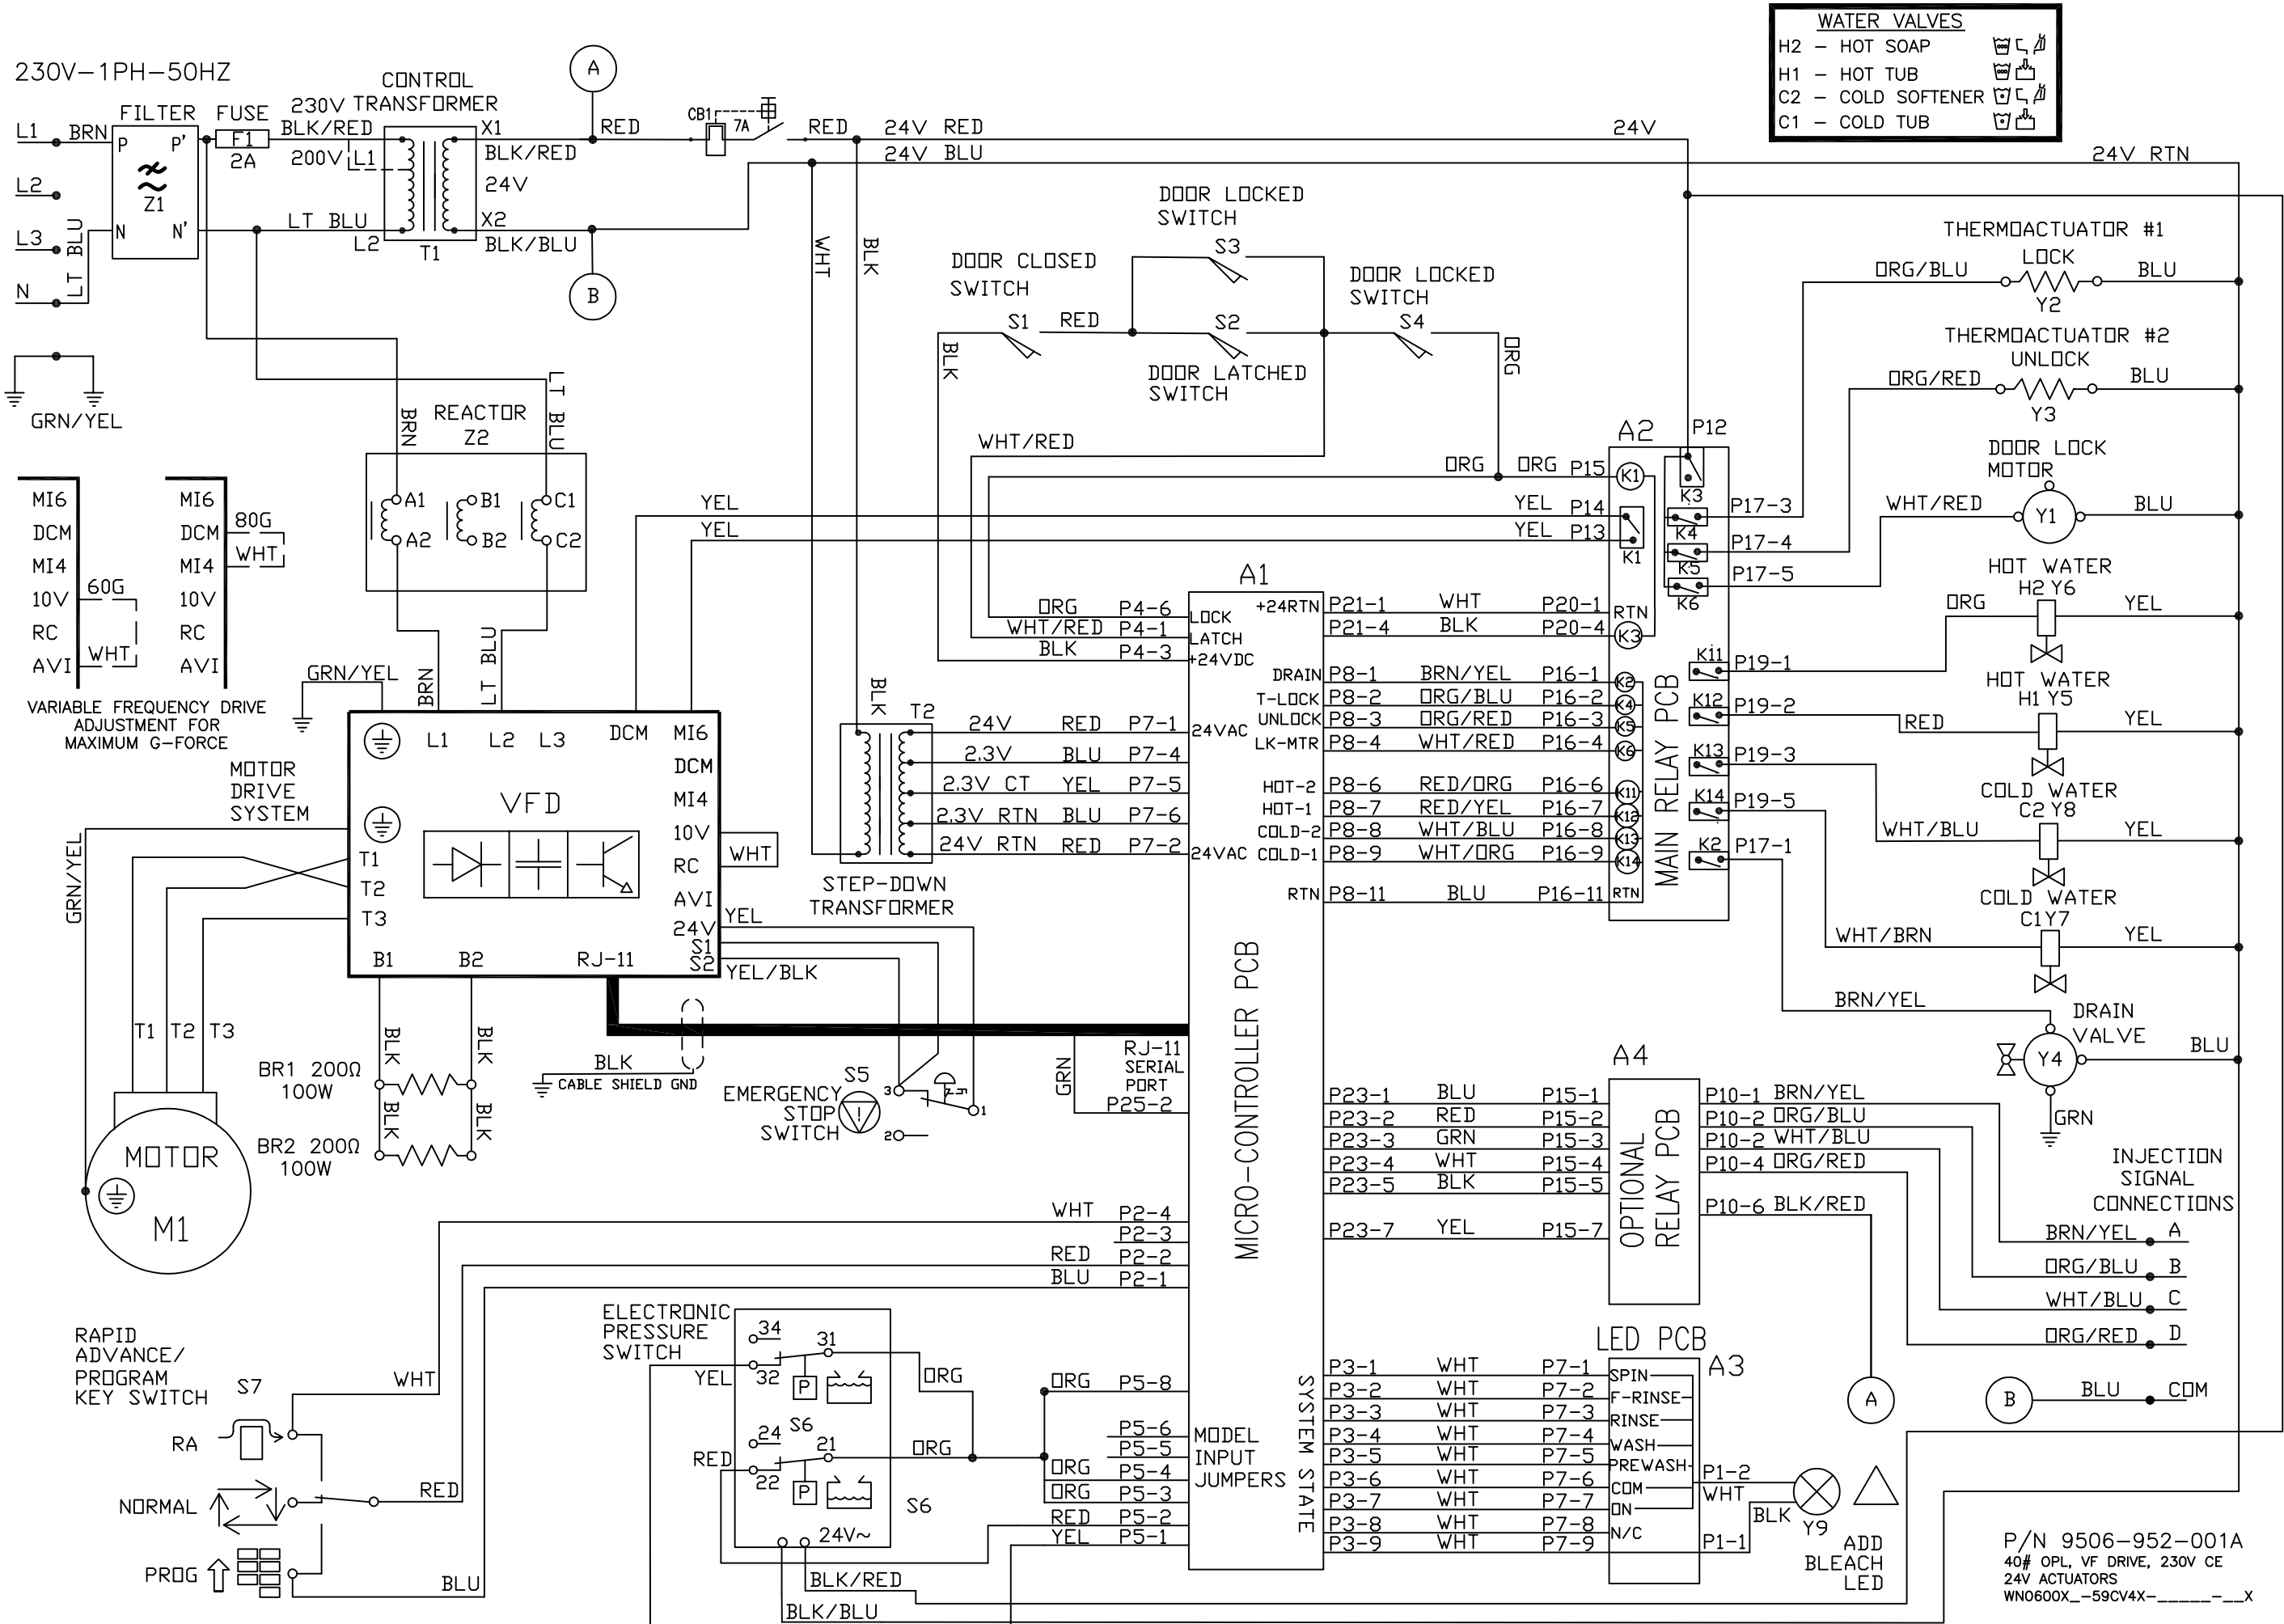 WATER VALVES
H2 - HOT SOAP
H1 - HOT TUB
C2 - COLD SOFTENER
C1 - COLD TUB
230V-1PH-50HZ
FILTER
FUSE
CONTROL
TRANSFORMER
230V
BLK/RED
200V
L1
L1
BRN
P
P'
F1
2A
Z1
L2
L3
N
LT BLU
N
N'
LT BLU
L2
T1
X1
BLK/RED
24V
X2
BLK/BLU
A
RED
B
CB1
7A
RED
24V RED
24V BLU
24V
24V RTN
WHT
BLK
GRN/YEL
REACTOR
Z2
BRN
LT BLU
A1
B1
C1
A2
B2
C2
DOOR LOCKED
SWITCH
S3
DOOR CLOSED
SWITCH
S1
RED
S2
DOOR LATCHED
SWITCH
DOOR LOCKED
SWITCH
S4
BLK
ORG
WHT/RED
ORG
ORG
P15
YEL
YEL
P14
YEL
YEL
P13
THERMOACTUATOR #1
LOCK
ORG/BLU
BLU
Y2
THERMOACTUATOR #2
UNLOCK
ORG/RED
BLU
Y3
DOOR LOCK
MOTOR
WHT/RED
Y1
BLU
HOT WATER
H2 Y6
ORG
YEL
HOT WATER
H1 Y5
RED
YEL
COLD WATER
C2 Y8
WHT/BLU
YEL
COLD WATER
C1Y7
WHT/BRN
YEL
BRN/YEL
DRAIN
VALVE
Y4
BLU
GRN
A2
P12
K1
K3
K1
K4
K5
K6
P17-3
P17-4
P17-5
RTN
K3
K11
P19-1
K12
P19-2
K13
P19-3
K14
P19-5
K2
P17-1
K2
K4
K5
K6
K11
K12
K13
K14
RTN
MAIN RELAY PCB
MI6
DCM
MI4
10V
RC
AVI
60G
WHT
MI6
DCM
MI4
10V
RC
AVI
80G
WHT
VARIABLE FREQUENCY DRIVE
ADJUSTMENT FOR
MAXIMUM G-FORCE
GRN/YEL
BRN
LT BLU
MOTOR
DRIVE
SYSTEM
L1
L2
L3
DCM
MI6
DCM
MI4
10V
RC
AVI
24V
S1
S2
VFD
T1
T2
T3
B1
B2
RJ-11
WHT
YEL
YEL/BLK
GRN/YEL
T1
T2
T3
MOTOR
M1
BLK
BLK
BR1 200Ω
100W
BLK
BLK
BR2 200Ω
100W
BLK
CABLE SHIELD GND
EMERGENCY
STOP
SWITCH
S5
3
2
1
BLK
T2
24V RED P7-1
2.3V BLU P7-4
2.3V CT YEL P7-5
2.3V RTN BLU P7-6
24V RTN RED P7-2
STEP-DOWN
TRANSFORMER
A1
ORG P4-6
WHT/RED P4-1
BLK P4-3
LOCK
LATCH
+24VDC
24VAC
24VAC
+24RTN P21-1 WHT P20-1
P21-4 BLK P20-4
DRAIN P8-1 BRN/YEL P16-1
T-LOCK P8-2 ORG/BLU P16-2
UNLOCK P8-3 ORG/RED P16-3
LK-MTR P8-4 WHT/RED P16-4
HOT-2 P8-6 RED/ORG P16-6
HOT-1 P8-7 RED/YEL P16-7
COLD-2 P8-8 WHT/BLU P16-8
COLD-1 P8-9 WHT/ORG P16-9
RTN P8-11 BLU P16-11
MICRO-CONTROLLER PCB
RJ-11
SERIAL
PORT
GRN
P25-2
WHT P2-4
P2-3
RED P2-2
BLU P2-1
A4
P23-1 BLU P15-1
P23-2 RED P15-2
P23-3 GRN P15-3
P23-4 WHT P15-4
P23-5 BLK P15-5
P23-7 YEL P15-7
OPTIONAL
RELAY PCB
P10-1 BRN/YEL
P10-2 ORG/BLU
P10-2 WHT/BLU
P10-4 ORG/RED
P10-6 BLK/RED
INJECTION
SIGNAL
CONNECTIONS
BRN/YEL A
ORG/BLU B
WHT/BLU C
ORG/RED D
A
B
BLU
COM
RAPID
ADVANCE/
PROGRAM
KEY SWITCH
S7
RA
NORMAL
PROG
WHT
RED
BLU
ELECTRONIC
PRESSURE
SWITCH
34
31
YEL
32
P
ORG
S6
24
21
ORG
RED
22
P
S6
24V~
BLK/RED
BLK/BLU
ORG P5-8
P5-6
P5-5
ORG P5-4
ORG P5-3
RED P5-2
YEL P5-1
MODEL
INPUT
JUMPERS
SYSTEM STATE
LED PCB
A3
P3-1 WHT P7-1 SPIN
P3-2 WHT P7-2 F-RINSE
P3-3 WHT P7-3 RINSE
P3-4 WHT P7-4 WASH
P3-5 WHT P7-5 PREWASH
P3-6 WHT P7-6 COM
P3-7 WHT P7-7 ON
P3-8 WHT P7-8 N/C
P3-9 WHT P7-9
P1-2
WHT
BLK
P1-1
Y9
ADD
BLEACH
LED
P/N 9506-952-001A
40# OPL, VF DRIVE, 230V CE
24V ACTUATORS
WN0600X_-59CV4X-_____-__X